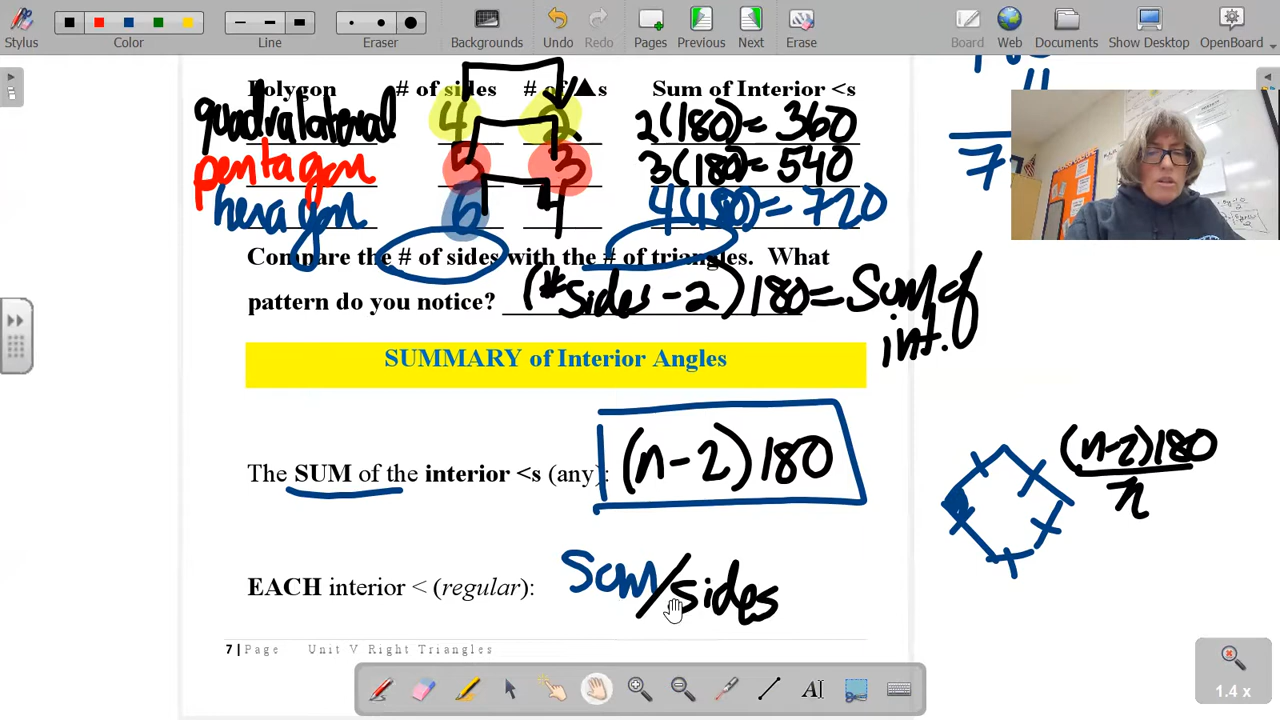 Stylus
Color
Line
Eraser
Backgrounds
Undo
Redo
Pages
Previous
Next
Erase
Board
Web
Documents
Show Desktop
OpenBoard
Polygon # of sides # of ▲s Sum of Interior <s
quadralateral 4 2 2(180)= 360
pentagon 5 3 3(180)= 540
hexagon 6 4 4(180)= 720
7
Compare the # of sides with the # of triangles. What
pattern do you notice? (# sides - 2) 180 = Sum of
int.
SUMMARY of Interior Angles
The SUM of the interior <s (any): (n-2) 180
(n-2) 180
n
EACH interior < (regular): Sum/sides
7 | Page Unit V Right Triangles
1.4 x